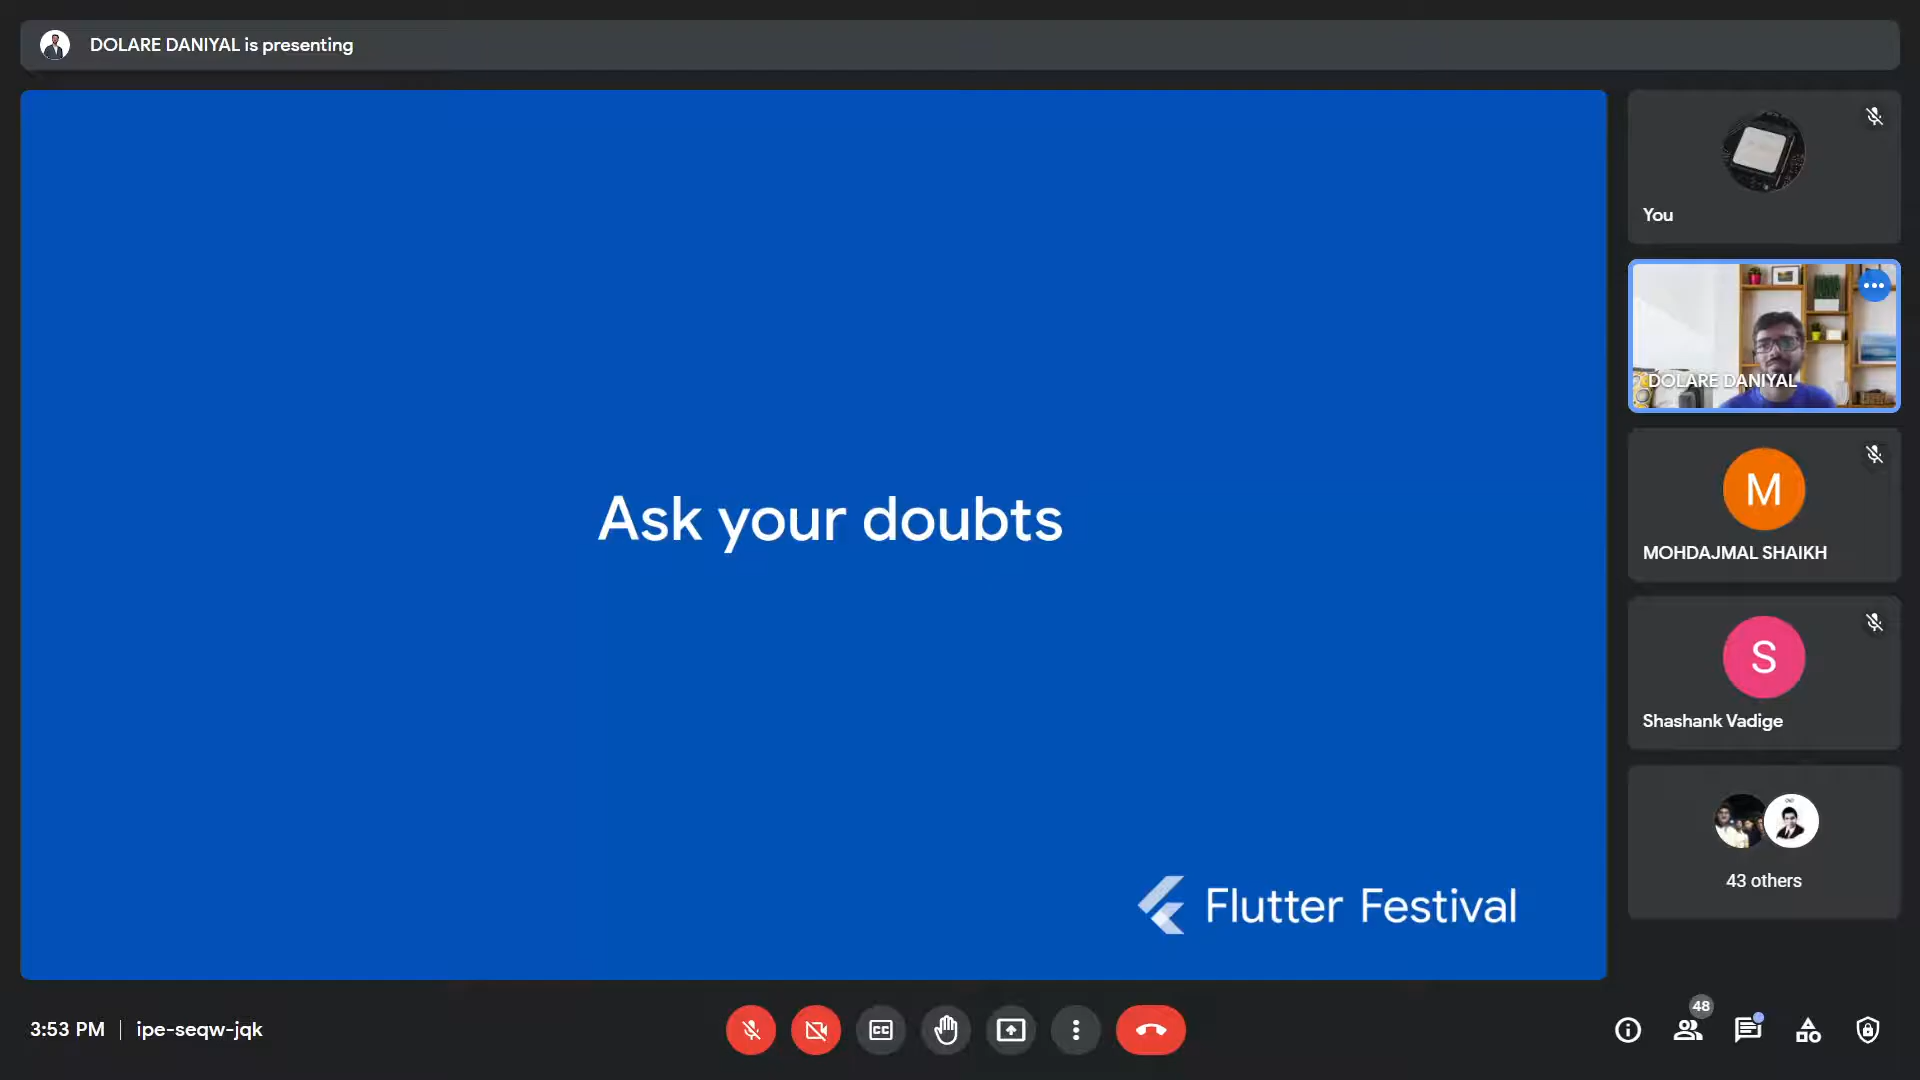 DOLARE DANIYAL is presenting
Ask your doubts
Flutter Festival
You
DOLARE DANIYAL
M
MOHDAJMAL SHAIKH
S
Shashank Vadige
43 others
3:53 PM | ipe-seqw-jqk
CC
48